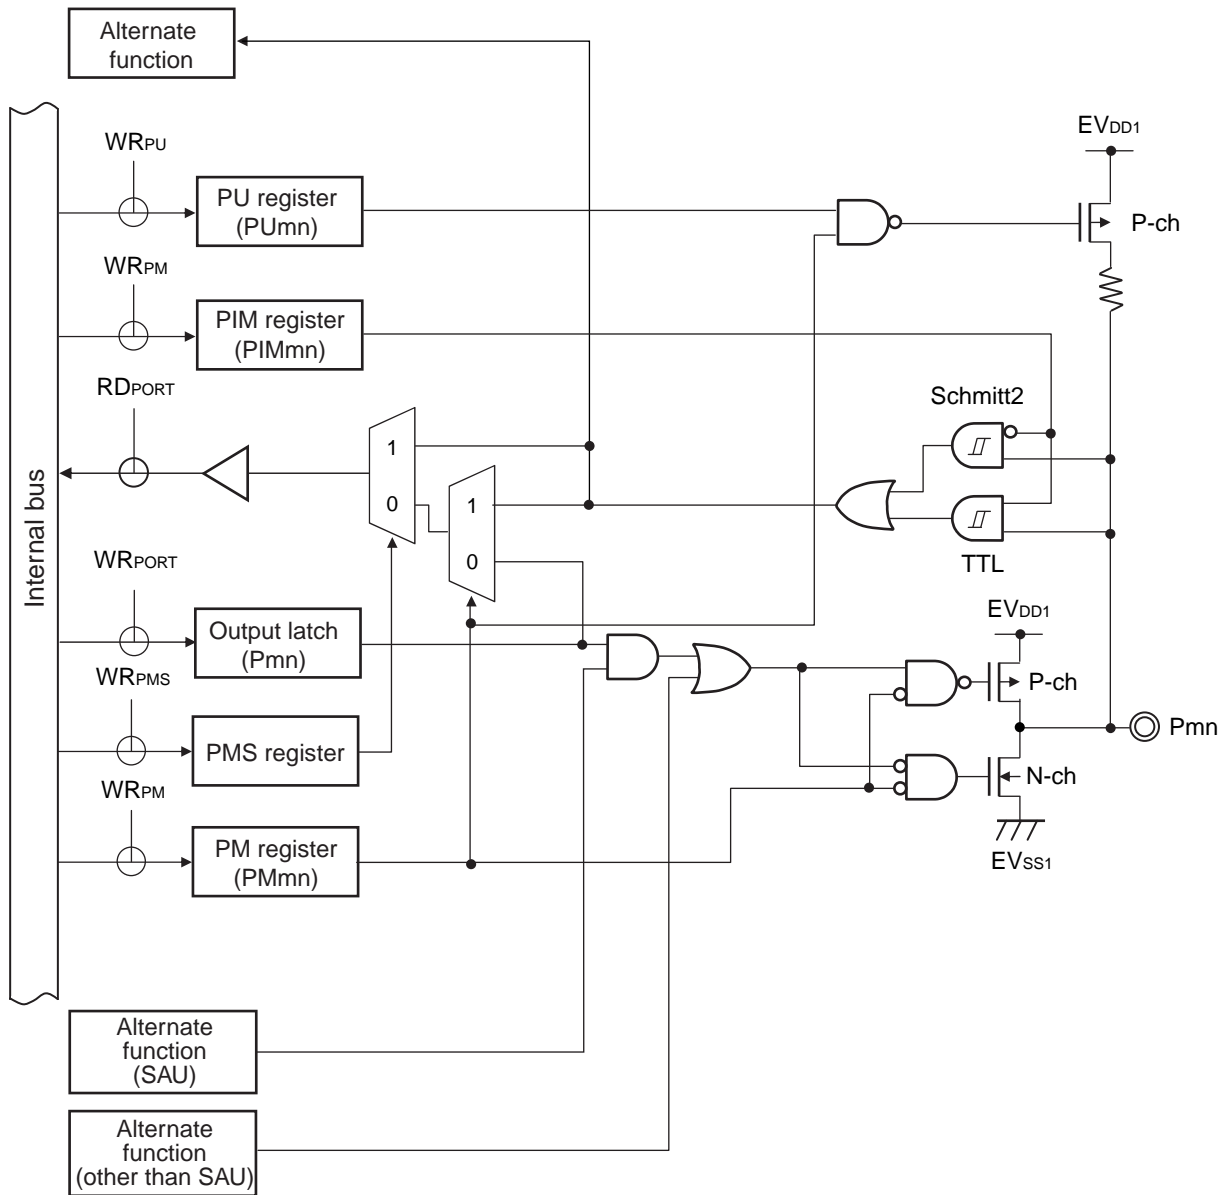 Alternate
function
WRPU
EVDD1
PU register
(PUmn)
P-ch
WRPM
PIM register
(PIMmn)
RDPORT
Schmitt2
1
0
1
0
TTL
Internal bus
WRPORT
EVDD1
Output latch
(Pmn)
P-ch
WRPMS
Pmn
PMS register
N-ch
WRPM
PM register
(PMmn)
EVSS1
Alternate
function
(SAU)
Alternate
function
(other than SAU)